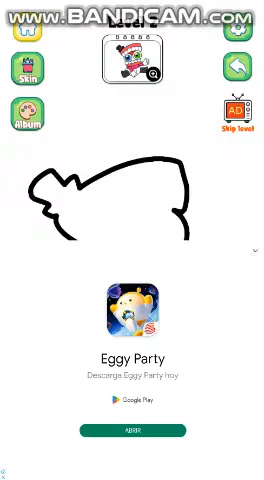 www.BANDICAM.com
Level 2
Skin
Album
AD
Skip level
Eggy Party
Descarga Eggy Party hoy
Google Play
ABRIR